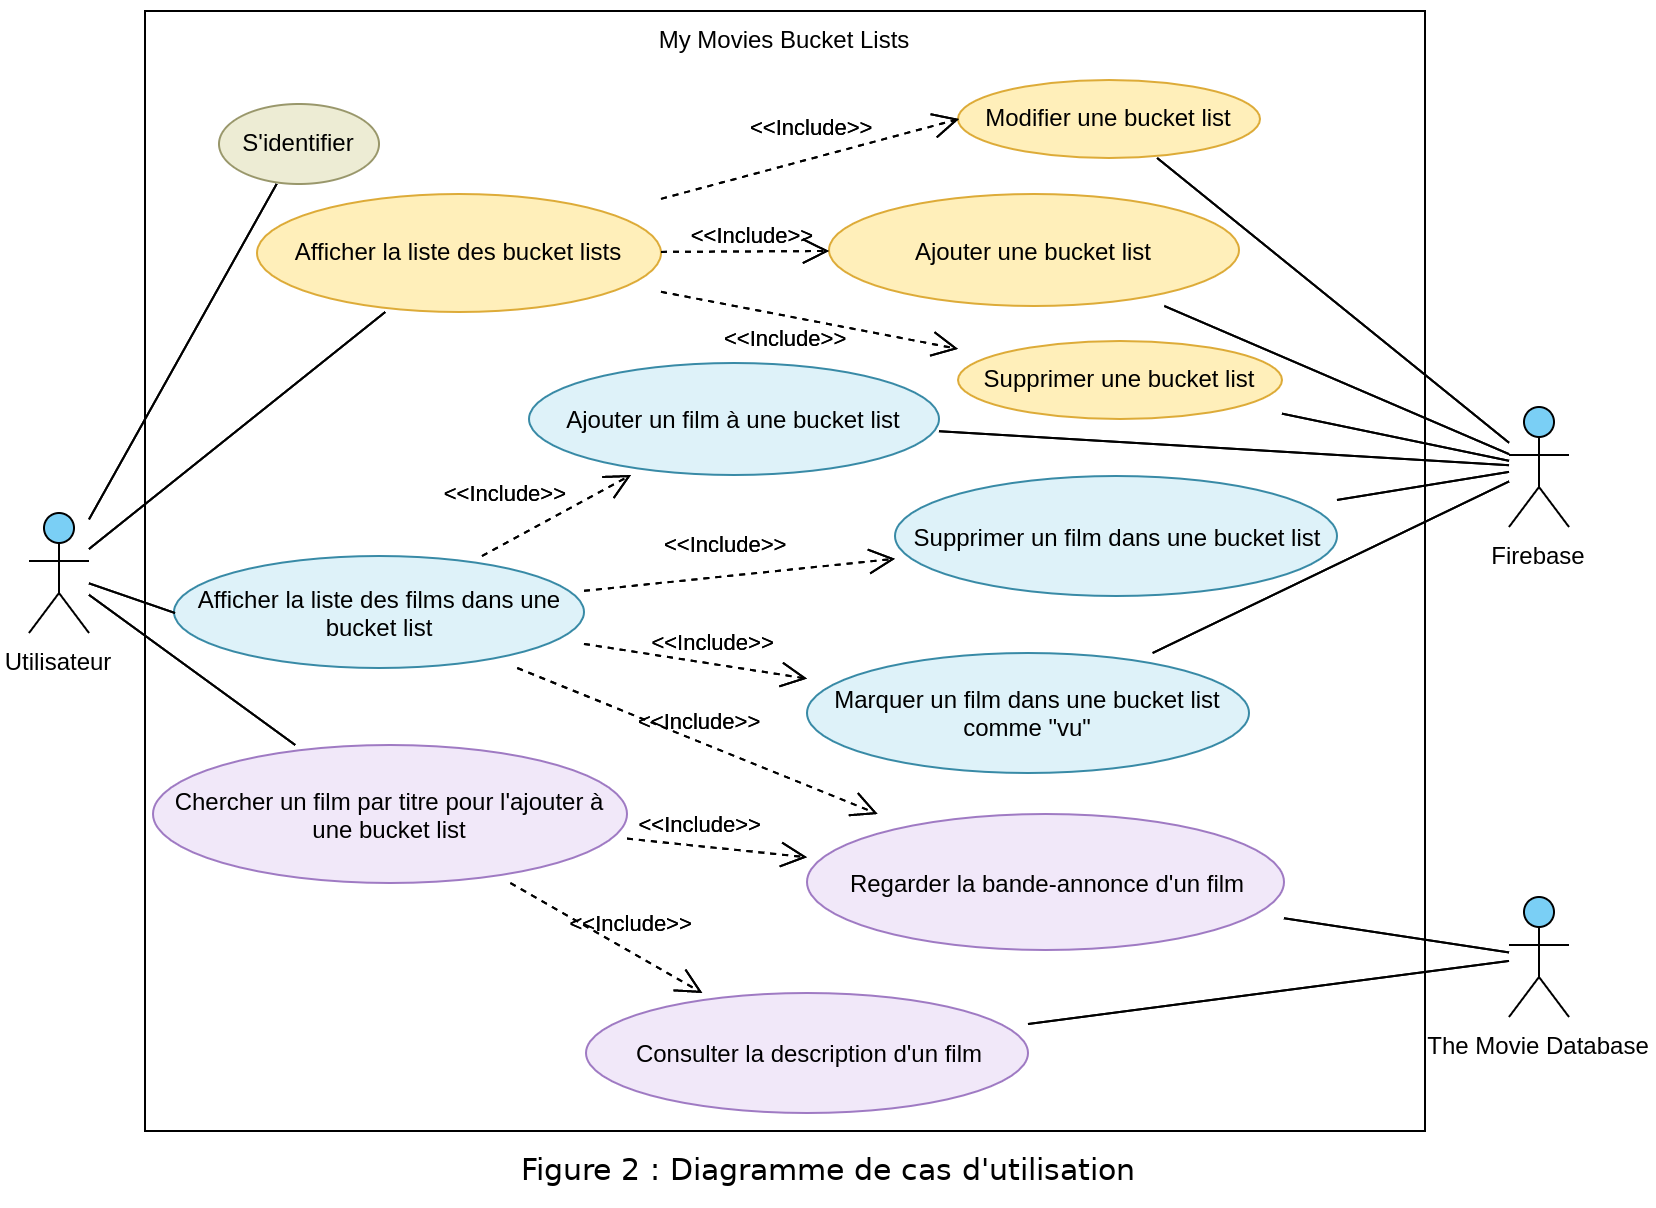 My Movies Bucket Lists
S'identifier
<<Include>>
Modifier une bucket list
Afficher la liste des bucket lists
<<Include>>
Ajouter une bucket list
<<Include>>
Supprimer une bucket list
Ajouter un film à une bucket list
<<Include>>
<<Include>>
Supprimer un film dans une bucket list
Firebase
Afficher la liste des films dans une
bucket list
Utilisateur
<<Include>>
Marquer un film dans une bucket list
comme "vu"
<<Include>>
Chercher un film par titre pour l'ajouter à
une bucket list
<<Include>>
Regarder la bande-annonce d'un film
<<Include>>
Consulter la description d'un film
The Movie Database
Figure 2 : Diagramme de cas d'utilisation